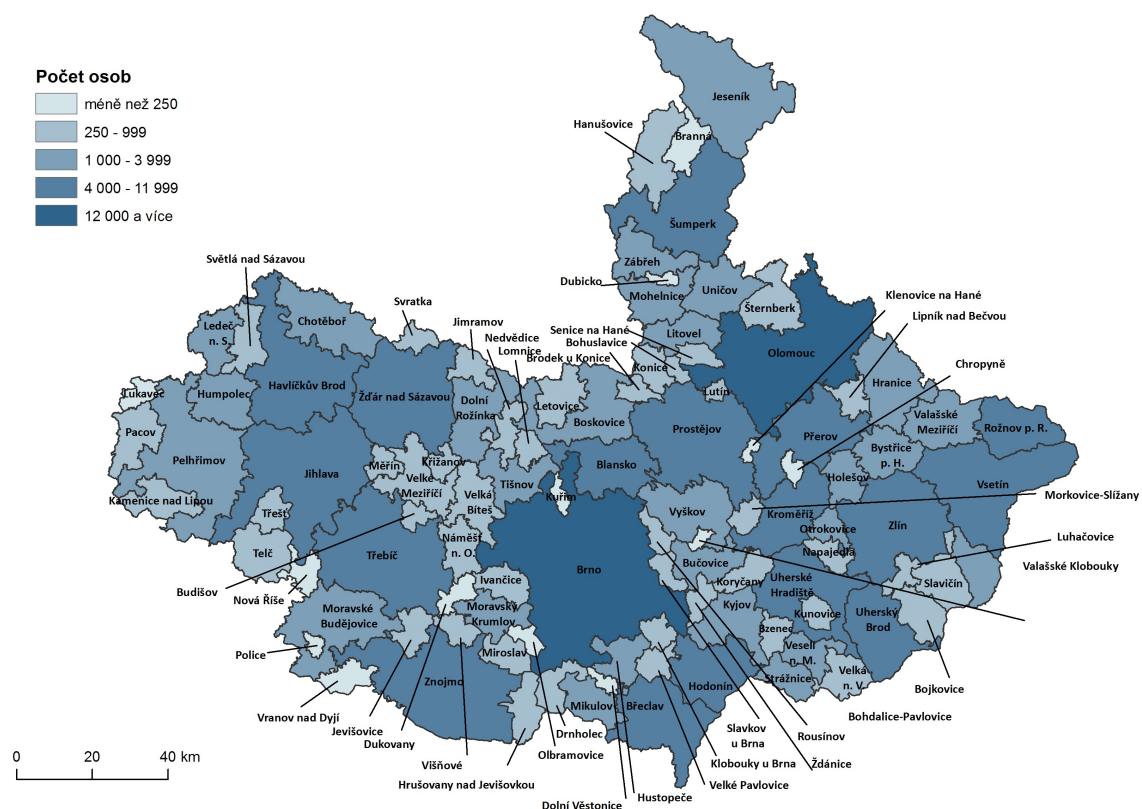 Počet osob
méně než 250
250 - 999
1 000 - 3 999
4 000 - 11 999
12 000 a více
Jeseník
Hanušovice
Branná
Šumperk
Zábřeh
Dubicko
Mohelnice
Uničov
Šternberk
Světlá nad Sázavou
Svratka
Jimramov
Nedvědice
Lomnice
Senice na Hané
Bohuslavice
Brodek u Konice
Litovel
Klenovice na Hané
Lipník nad Bečvou
Chropyně
Olomouc
Konice
Lutín
Ledeč
n. S.
Chotěboř
Havlíčkův Brod
Žďár nad Sázavou
Dolní
Rožínka
Letovice
Boskovice
Prostějov
Přerov
Hranice
Valašské
Meziříčí
Rožnov p. R.
Bystřice
p. H.
Lukavec
Humpolec
Pacov
Pelhřimov
Jihlava
Kamenice nad Lipou
Měřín
Křižanov
Velké
Meziříčí
Velká
Bíteš
Tišnov
Blansko
Kuřim
Holešov
Vsetín
Morkovice-Slížany
Vyškov
Kroměříž
Otrokovice
Zlín
Luhačovice
Valašské Klobouky
Třešť
Telč
Třebíč
Náměšť
n. O.
Brno
Bučovice
Koryčany
Napajedla
Slavičín
Budišov
Nová Říše
Ivančice
Moravský
Krumlov
Moravské
Budějovice
Uherské
Hradiště
Kyjov
Kunovice
Uherský
Brod
Bzenec
Veselí
n. M.
Strážnice
Velká
n. V.
Bojkovice
Police
Vranov nad Dyjí
Jevišovice
Dukovany
Miroslav
Znojmo
Višňové
Hrušovany nad Jevišovkou
Olbramovice
Drnholec
Mikulov
Břeclav
Hodonín
Bohdalice-Pavlovice
Rousínov
Slavkov
u Brna
Ždánice
Klobouky u Brna
Velké Pavlovice
Hustopeče
Dolní Věstonice
0 20 40 km